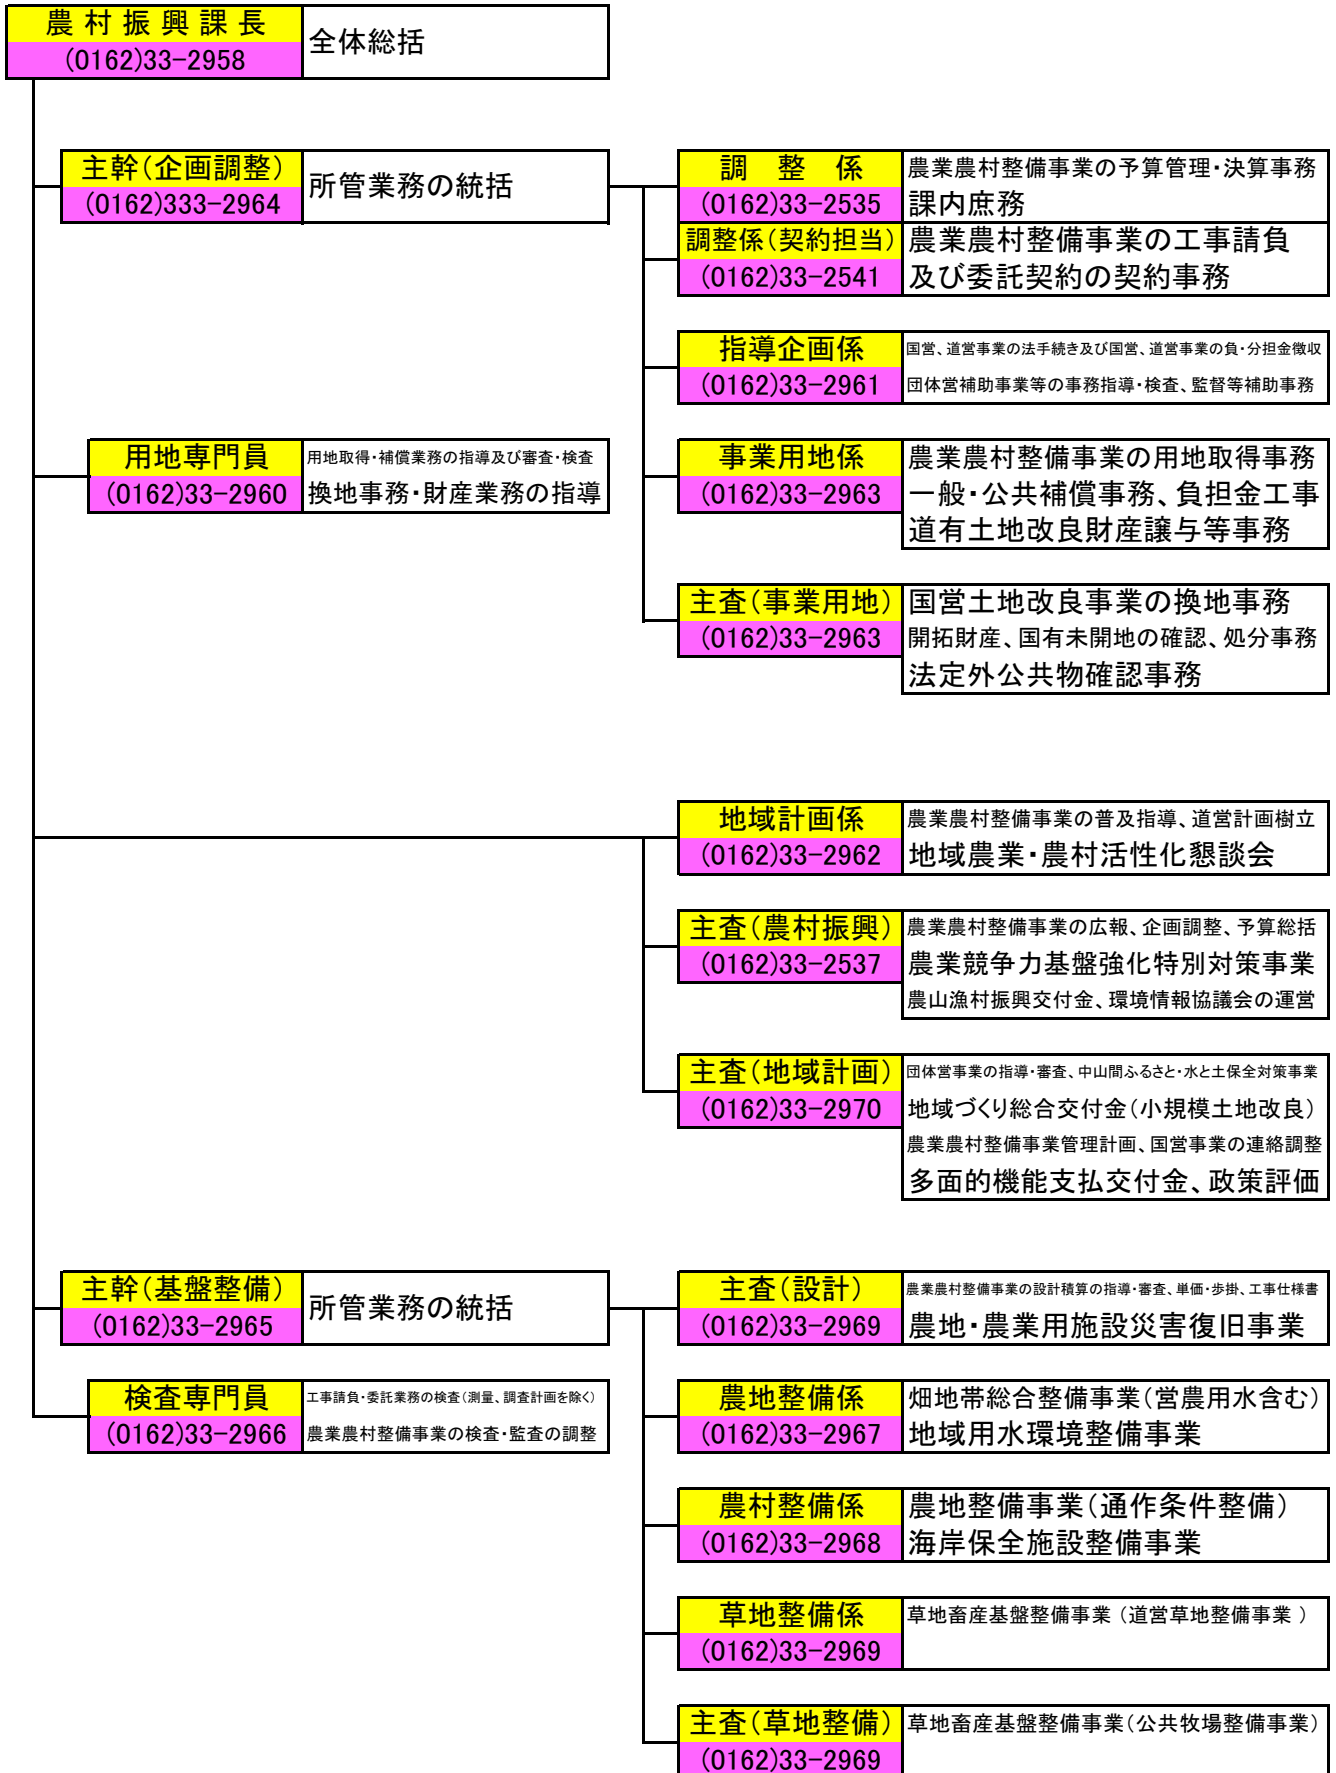 農村振興課長
(0162)33-2958
全体総括
主幹(企画調整)
(0162)333-2964
所管業務の統括
調整係
(0162)33-2535
農業農村整備事業の予算管理・決算事務
課内庶務
調整係(契約担当)
(0162)33-2541
農業農村整備事業の工事請負
及び委託契約の契約事務
指導企画係
(0162)33-2961
国営、道営事業の法手続き及び国営、道営事業の負・分担金徴収
団体営補助事業等の事務指導・検査、監督等補助事務
用地専門員
(0162)33-2960
用地取得・補償業務の指導及び審査・検査
換地事務・財産業務の指導
事業用地係
(0162)33-2963
農業農村整備事業の用地取得事務
一般・公共補償事務、負担金工事
道有土地改良財産譲与等事務
主査(事業用地)
(0162)33-2963
国営土地改良事業の換地事務
開拓財産、国有未開地の確認、処分事務
法定外公共物確認事務
地域計画係
(0162)33-2962
農業農村整備事業の普及指導、道営計画樹立
地域農業・農村活性化懇談会
主査(農村振興)
(0162)33-2537
農業農村整備事業の広報、企画調整、予算総括
農業競争力基盤強化特別対策事業
農山漁村振興交付金、環境情報協議会の運営
主査(地域計画)
(0162)33-2970
団体営事業の指導・審査、中山間ふるさと・水と土保全対策事業
地域づくり総合交付金(小規模土地改良)
農業農村整備事業管理計画、国営事業の連絡調整
多面的機能支払交付金、政策評価
主幹(基盤整備)
(0162)33-2965
所管業務の統括
主査(設計)
(0162)33-2969
農業農村整備事業の設計積算の指導・審査、単価・歩掛、工事仕様書
農地・農業用施設災害復旧事業
検査専門員
(0162)33-2966
工事請負・委託業務の検査(測量、調査計画を除く)
農業農村整備事業の検査・監査の調整
農地整備係
(0162)33-2967
畑地帯総合整備事業(営農用水含む)
地域用水環境整備事業
農村整備係
(0162)33-2968
農地整備事業(通作条件整備)
海岸保全施設整備事業
草地整備係
(0162)33-2969
草地畜産基盤整備事業(道営草地整備事業 )
主査(草地整備)
(0162)33-2969
草地畜産基盤整備事業(公共牧場整備事業)